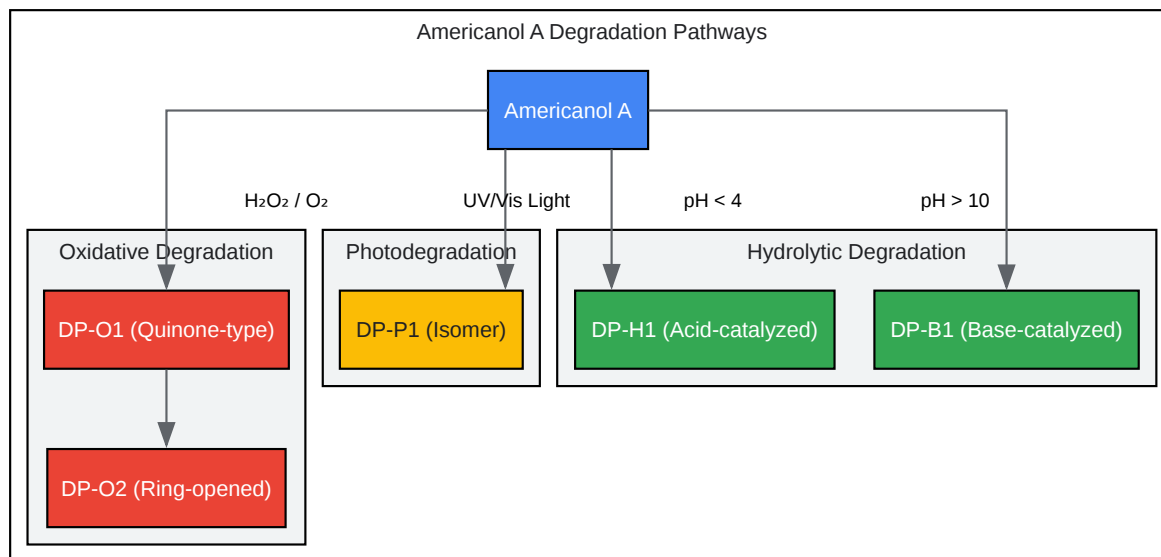 Americanol A Degradation Pathways
Americanol A
H₂O₂ / O₂
UV/Vis Light
pH < 4
pH > 10
Oxidative Degradation
Photodegradation
Hydrolytic Degradation
DP-O1 (Quinone-type)
DP-P1 (Isomer)
DP-H1 (Acid-catalyzed)
DP-B1 (Base-catalyzed)
DP-O2 (Ring-opened)